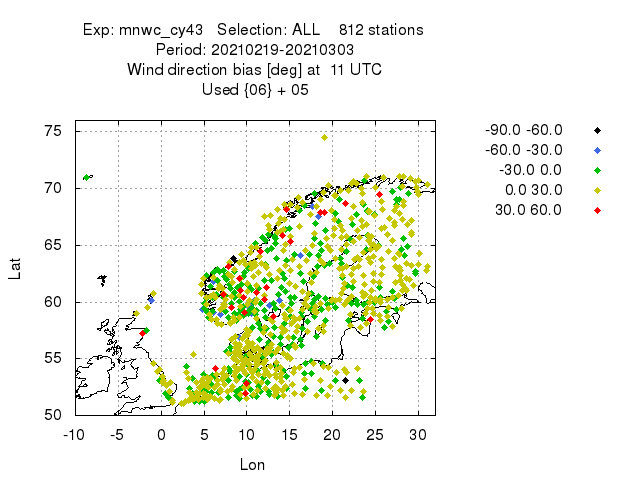 Exp: mnwc_cy43 Selection: ALL 812 stations
Period: 20210219-20210303
Wind direction bias [deg] at 11 UTC
Used {06} + 05
-90.0 -60.0
-60.0 -30.0
-30.0 0.0
0.0 30.0
30.0 60.0
75
70
65
60
55
50
Lat
-10 -5 0 5 10 15 20 25 30
Lon